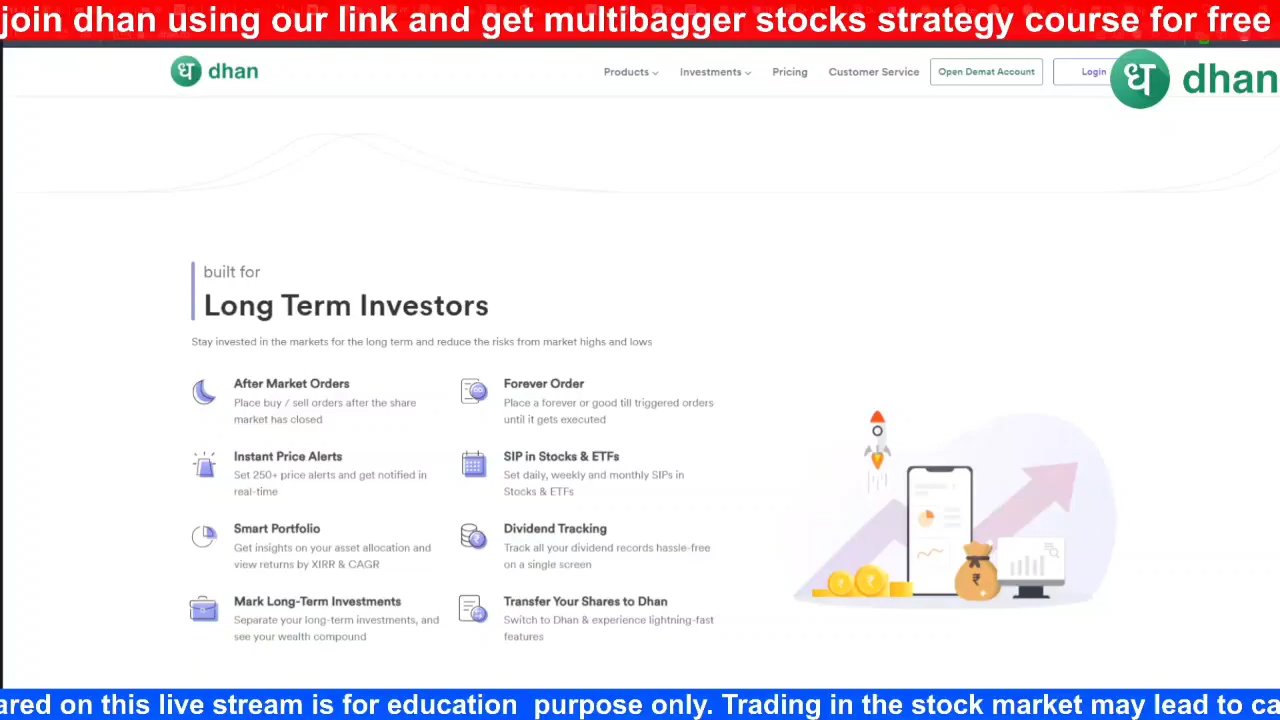 join dhan using our link and get multibagger stocks strategy course for free
ध dhan
Products
Investments
Pricing
Customer Service
Open Demat Account
Login
ध dhan
built for
Long Term Investors
Stay invested in the markets for the long term and reduce the risks from market highs and lows
After Market Orders
Place buy / sell orders after the share
market has closed
Forever Order
Place a forever or good till triggered orders
until it gets executed
Instant Price Alerts
Set 250+ price alerts and get notified in
real-time
SIP in Stocks & ETFs
Set daily, weekly and monthly SIPs in
Stocks & ETFs
Smart Portfolio
Get insights on your asset allocation and
view returns by XIRR & CAGR
Dividend Tracking
Track all your dividend records hassle-free
on a single screen
Mark Long-Term Investments
Separate your long-term investments, and
see your wealth compound
Transfer Your Shares to Dhan
Switch to Dhan & experience lightning-fast
features
ared on this live stream is for education purpose only. Trading in the stock market may lead to ca